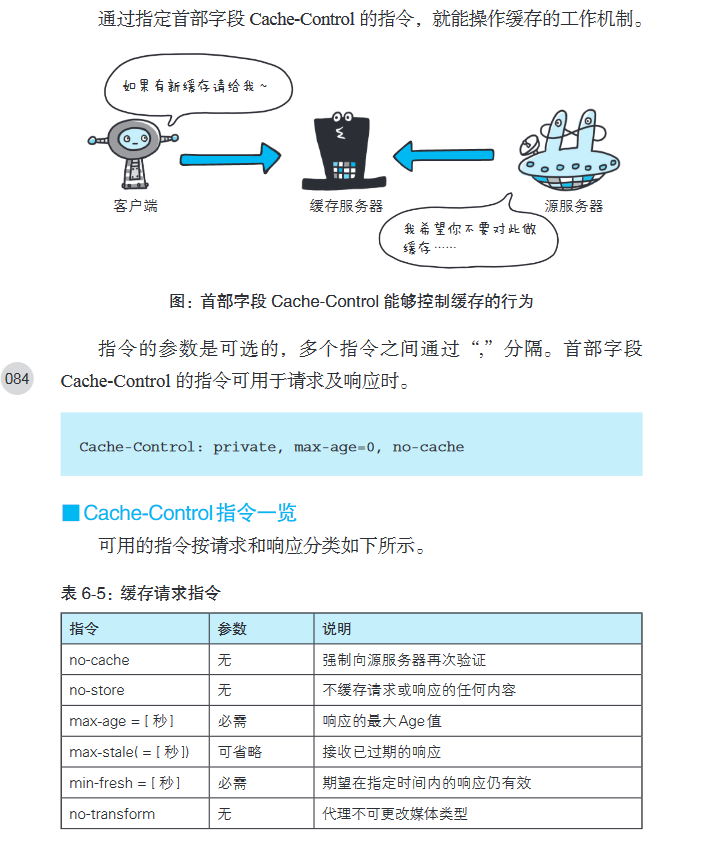 通过指定首部字段 Cache-Control 的指令，就能操作缓存的工作机制。
如果有新缓存请给我～
客户端
缓存服务器
源服务器
我希望你不要对此做
缓存……
图：首部字段 Cache-Control 能够控制缓存的行为
指令的参数是可选的，多个指令之间通过“,”分隔。首部字段
084
Cache-Control 的指令可用于请求及响应时。
Cache-Control: private, max-age=0, no-cache
■Cache-Control指令一览
可用的指令按请求和响应分类如下所示。
表 6-5：缓存请求指令
指令 参数 说明
no-cache 无 强制向源服务器再次验证
no-store 无 不缓存请求或响应的任何内容
max-age = [ 秒 ] 必需 响应的最大Age值
max-stale( = [ 秒 ]) 可省略 接收已过期的响应
min-fresh = [ 秒 ] 必需 期望在指定时间内的响应仍有效
no-transform 无 代理不可更改媒体类型